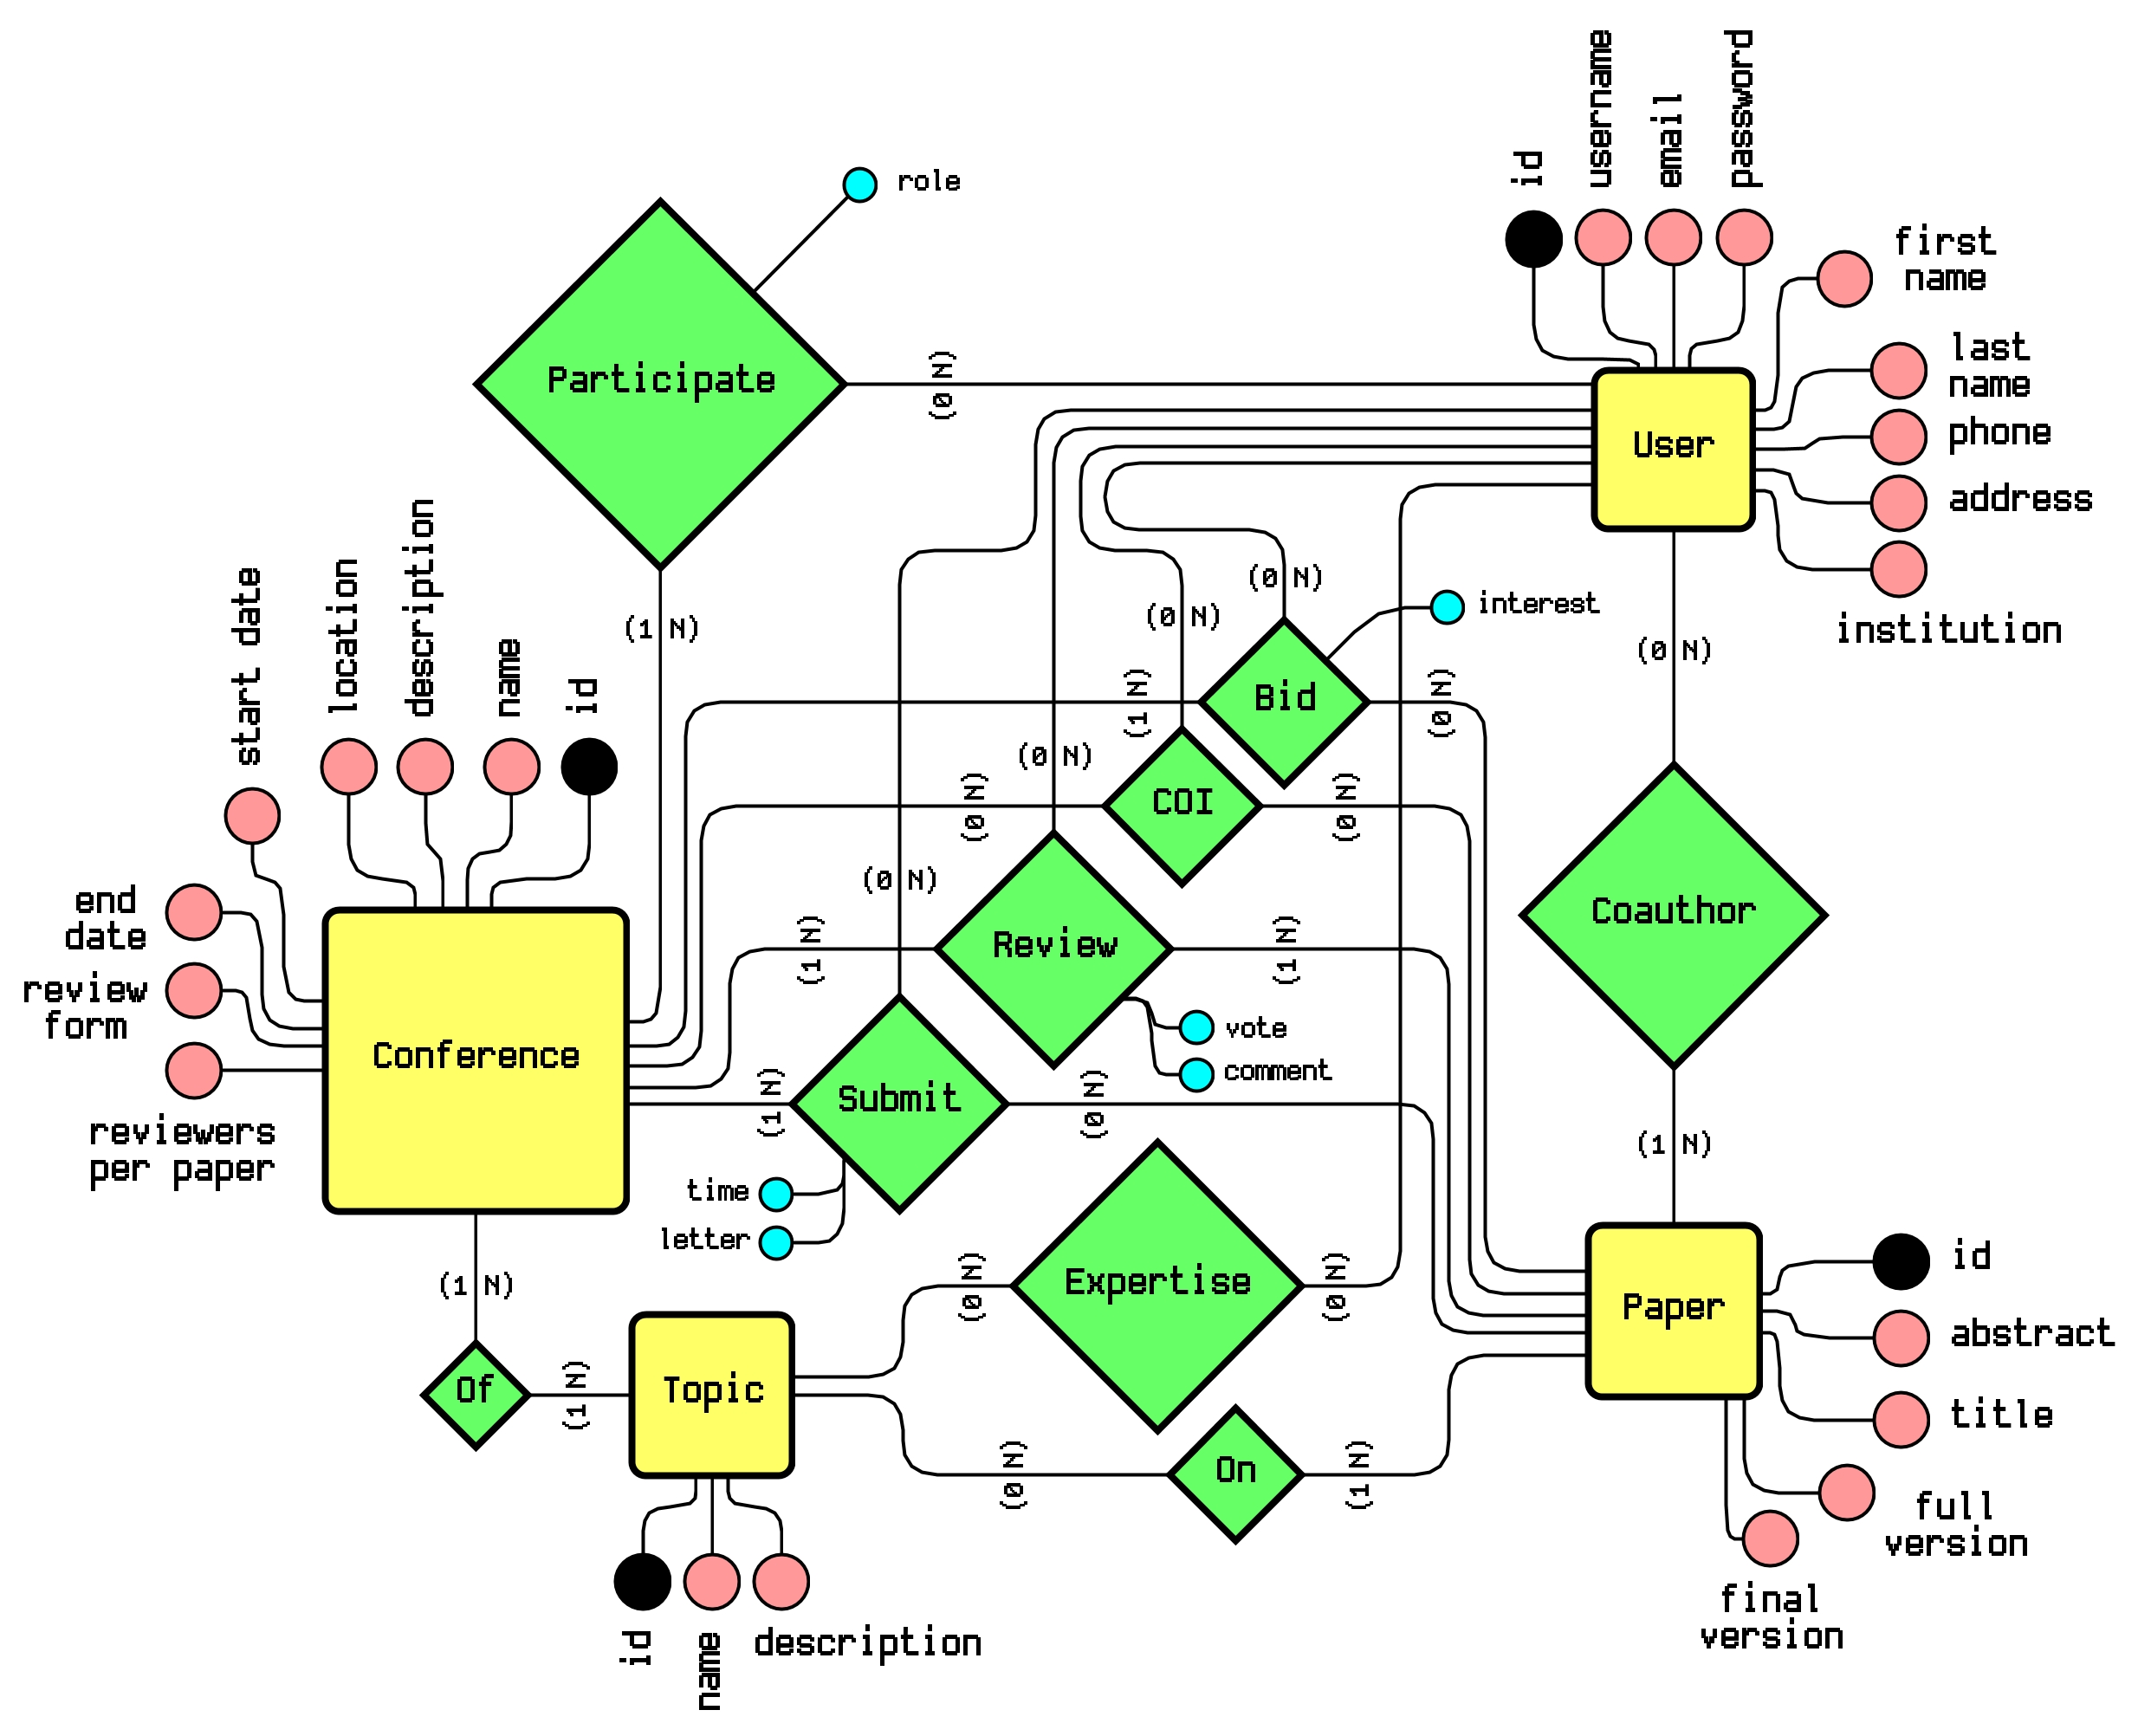 username
password
email
id
role
first
name
last
name
Participate
(0 N)
User
phone
address
description
location
start date
(0 N)
interest
(0 N)
(1 N)
institution
(0 N)
name
id
(1 N)
Bid
(0 N)
(0 N)
(0 N)
COI
(0 N)
(0 N)
end
date
Coauthor
(1 N)
Review
(1 N)
review
form
vote
Conference
comment
(1 N)
Submit
(0 N)
reviewers
per paper
(1 N)
time
letter
(1 N)
(0 N)
Expertise
(0 N)
id
Paper
abstract
Of
(1 N)
Topic
title
(0 N)
On
(1 N)
full
version
final
version
id
name
description